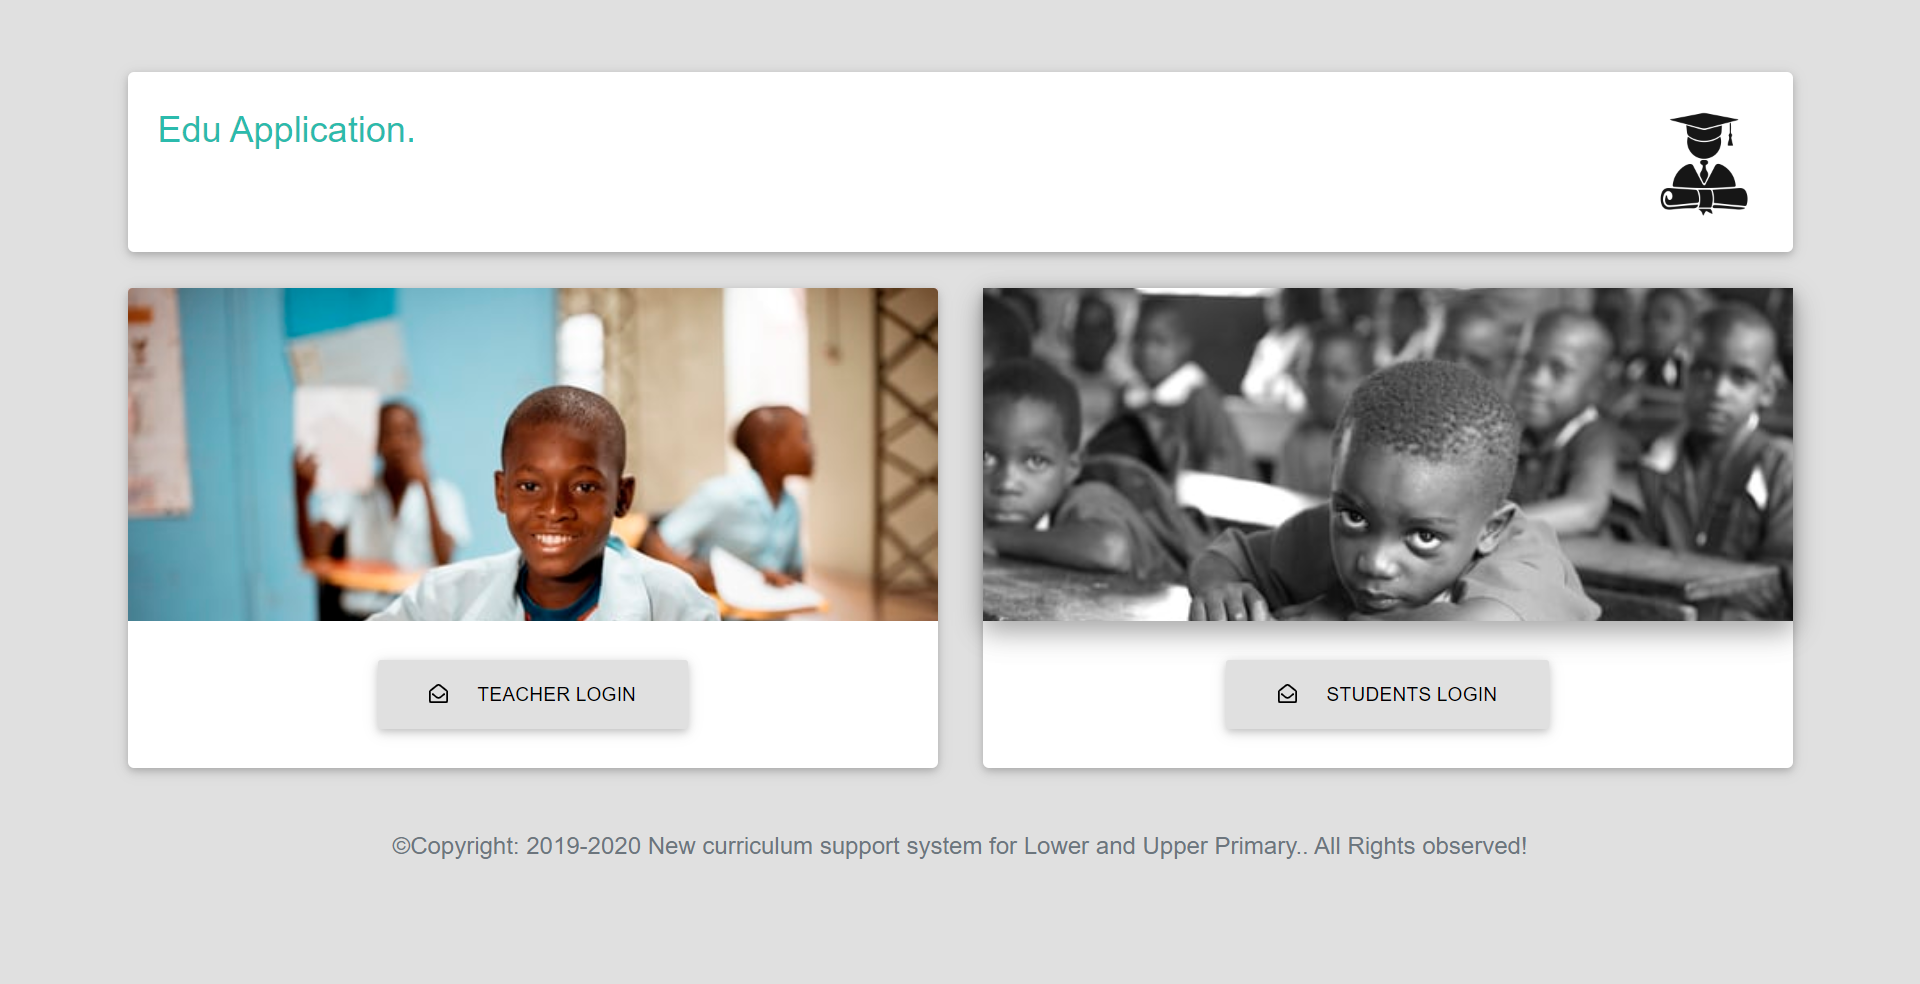 Edu Application.
TEACHER LOGIN
STUDENTS LOGIN
©Copyright: 2019-2020 New curriculum support system for Lower and Upper Primary.. All Rights observed!